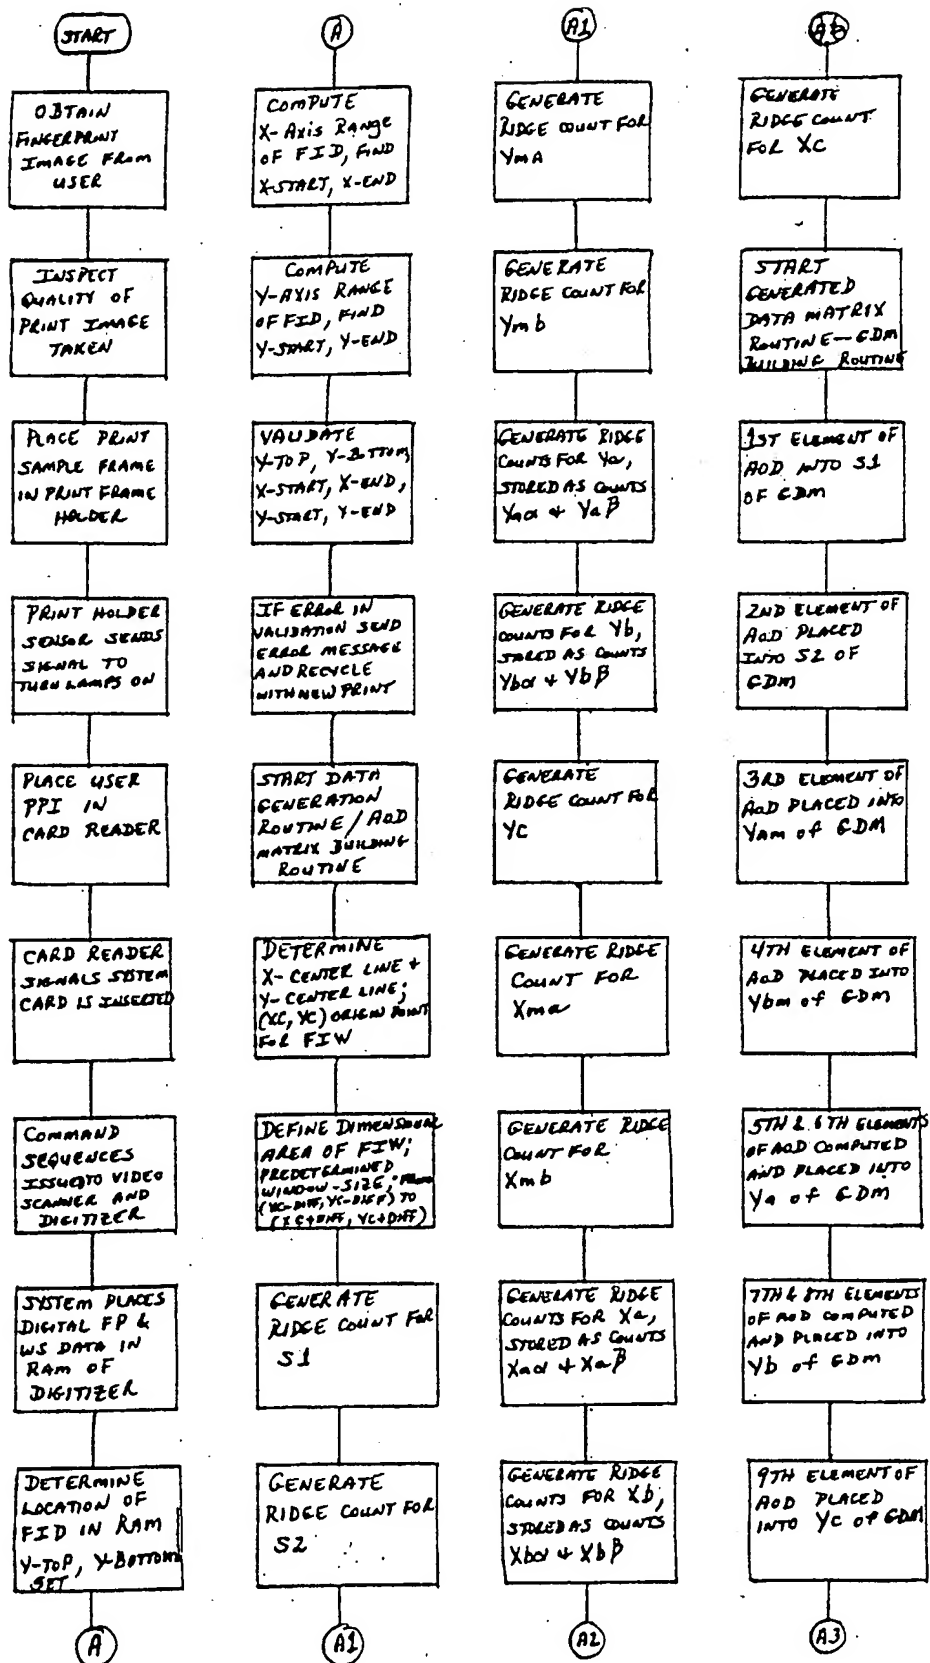 START
OBTAIN
FINGERPRINT
IMAGE FROM
USER
INSPECT
QUALITY OF
PRINT IMAGE
TAKEN
PLACE PRINT
SAMPLE FRAME
IN PRINT FRAME
HOLDER
PRINT HOLDER
SENSOR SENDS
SIGNAL TO
TURN LAMPS ON
PLACE USER
PPI IN
CARD READER
CARD READER
SIGNALS SYSTEM
CARD IS INSERTED
COMMAND
SEQUENCES
ISSUED TO VIDEO
SCANNER AND
DIGITIZER
SYSTEM PLACES
DIGITAL FP &
WS DATA IN
RAM OF
DIGITIZER
DETERMINE
LOCATION OF
FID IN RAM
Y-TOP, Y-BOTTOM
SET
A
A
COMPUTE
X-Axis Range
OF FID, FIND
X-START, X-END
COMPUTE
Y-AXIS RANGE
OF FID, FIND
Y-START, Y-END
VALIDATE
Y-TOP, Y-BOTTOM,
X-START, X-END,
Y-START, Y-END
IF ERROR IN
VALIDATION SEND
ERROR MESSAGE
AND RECYCLE
WITH NEW PRINT
START DATA
GENERATION
ROUTINE / AOD
MATRIX BUILDING
ROUTINE
DETERMINE
X-CENTER LINE +
Y-CENTER LINE;
(XC, YC) ORIGIN POINT
FOR FIW
DEFINE DIMENSIONAL
AREA OF FIW;
PREDETERMINED
WINDOW-SIZE, FROM
(XC-DIFF, YC-DIFF) TO
(XC+DIFF, YC+DIFF)
GENERATE
RIDGE COUNT FOR
S1
GENERATE
RIDGE COUNT FOR
S2
A1
A1
GENERATE
RIDGE COUNT FOR
YmA
GENERATE
RIDGE COUNT FOR
Ymb
GENERATE RIDGE
COUNTS FOR Ya,
STORED AS COUNTS
Yaα + Yaβ
GENERATE RIDGE
COUNTS FOR Yb,
STORED AS COUNTS
Ybα + Ybβ
GENERATE
RIDGE COUNT FOR
YC
GENERATE RIDGE
COUNT FOR
Xma
GENERATE RIDGE
COUNT FOR
Xmb
GENERATE RIDGE
COUNTS FOR Xa,
STORED AS COUNTS
Xaα + Xaβ
GENERATE RIDGE
COUNTS FOR Xb,
STORED AS COUNTS
Xbα + Xbβ
A2
GENERATE
RIDGE COUNT
FOR XC
START
GENERATED
DATA MATRIX
ROUTINE-GDM
BUILDING ROUTINE
1ST ELEMENT OF
AOD INTO S1
OF GDM
2ND ELEMENT OF
AOD PLACED
INTO S2 OF
GDM
3RD ELEMENT OF
AOD PLACED INTO
Yam of GDM
4TH ELEMENT OF
AOD PLACED INTO
Ybm of GDM
5TH & 6TH ELEMENTS
OF AOD COMPUTED
AND PLACED INTO
Ya of GDM
7TH & 8TH ELEMENTS
OF AOD COMPUTED
AND PLACED INTO
Yb of GDM
9TH ELEMENT OF
AOD PLACED
INTO YC OF GDM
A3